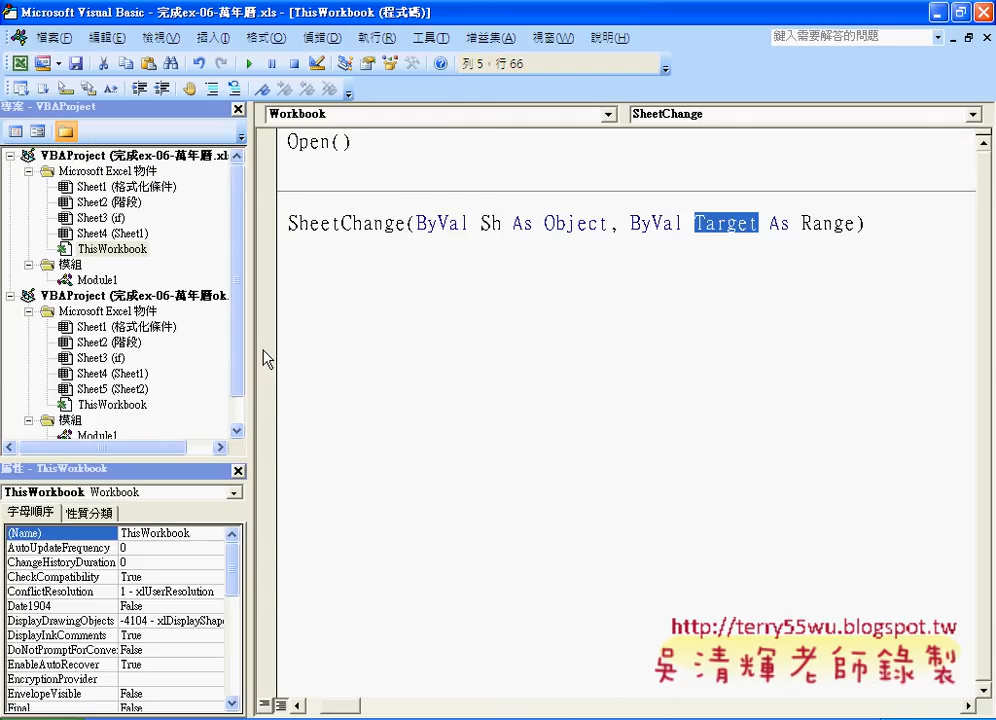 Microsoft Visual Basic - 完成ex-06-萬年曆.xls - [ThisWorkbook (程式碼)]
檔案(F) 編輯(E) 檢視(V) 插入(I) 格式(O) 偵錯(D) 執行(R) 工具(T) 增益集(A) 視窗(W) 說明(H) 鍵入需要解答的問題
列 5，行 66
專案 - VBAProject
VBAProject (完成ex-06-萬年曆.xl
Microsoft Excel 物件
Sheet1 (格式化條件)
Sheet2 (階段)
Sheet3 (if)
Sheet4 (Sheet1)
ThisWorkbook
模組
Module1
VBAProject (完成ex-06-萬年曆ok.
Microsoft Excel 物件
Sheet1 (格式化條件)
Sheet2 (階段)
Sheet3 (if)
Sheet4 (Sheet1)
Sheet5 (Sheet2)
ThisWorkbook
模組
Module1
屬性 - ThisWorkbook
ThisWorkbook Workbook
字母順序 性質分類
(Name) ThisWorkbook
AutoUpdateFrequency 0
ChangeHistoryDuration 0
CheckCompatibility True
ConflictResolution 1 - xlUserResolution
Date1904 False
DisplayDrawingObjects -4104 - xlDisplayShape
DisplayInkComments True
DoNotPromptForConve False
EnableAutoRecover True
EncryptionProvider
EnvelopeVisible False
Final False
Workbook SheetChange
Open()
SheetChange(ByVal Sh As Object, ByVal Target As Range)
http://terry55wu.blogspot.tw
吳清輝老師錄製